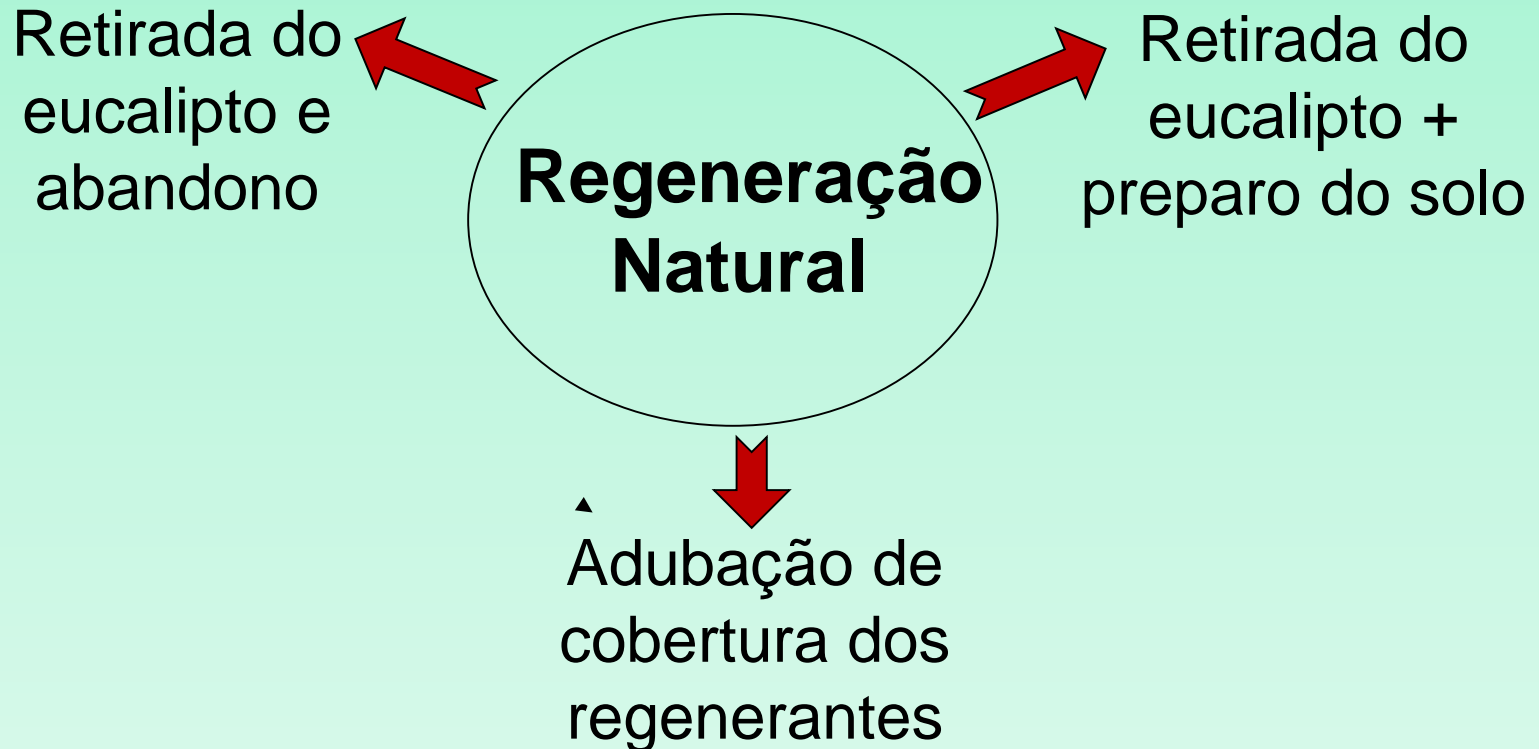 Retirada do
eucalipto e
abandono
Regeneração
Natural
Retirada do
eucalipto +
preparo do solo
Adubação de
cobertura dos
regenerantes